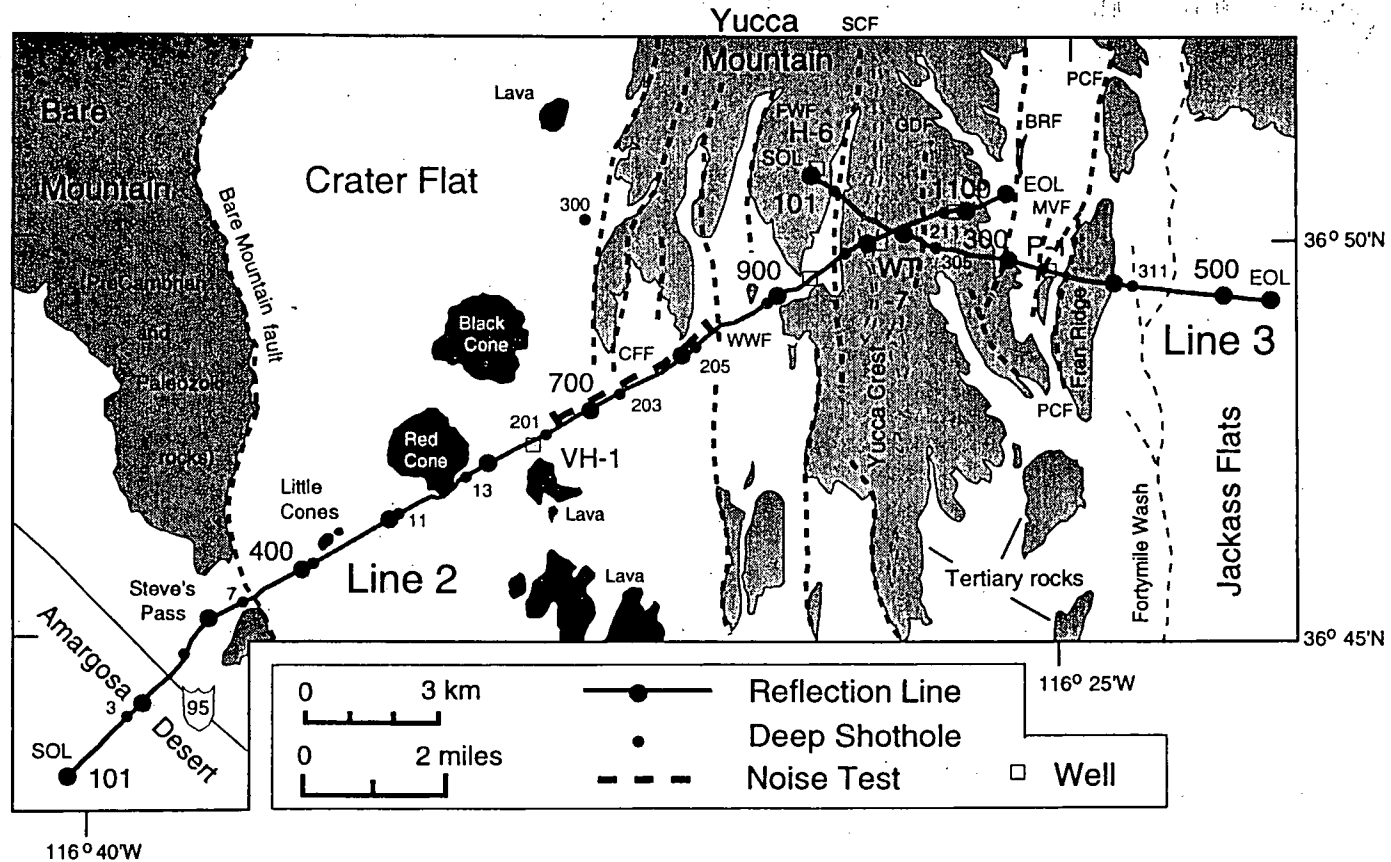 Yucca
SCF
Mountain
PCF
Bare
Mountain
Lava
FWF
H-6
GDF
BRF
SOL
Crater Flat
Bare Mountain fault
101
1100
EOL
MVF
300
211
300
P-1
36° 50'N
305
WT
-7
900
311
500
EOL
(PreCambrian
and
Paleozoic
rocks)
Black
Cone
Line 3
WWF
CFF
205
Fran Ridge
Yucca Crest
700
203
PCF
201
Red
Cone
VH-1
13
Little
Cones
Lava
11
Fortymile Wash
Jackass Flats
400
Line 2
Lava
Tertiary rocks
Steve's
Pass
7
36° 45'N
Amargosa
Desert
95
3
SOL
101
116° 25'W
0 3 km
Reflection Line
Deep Shothole
0 2 miles
Noise Test
Well
116° 40'W